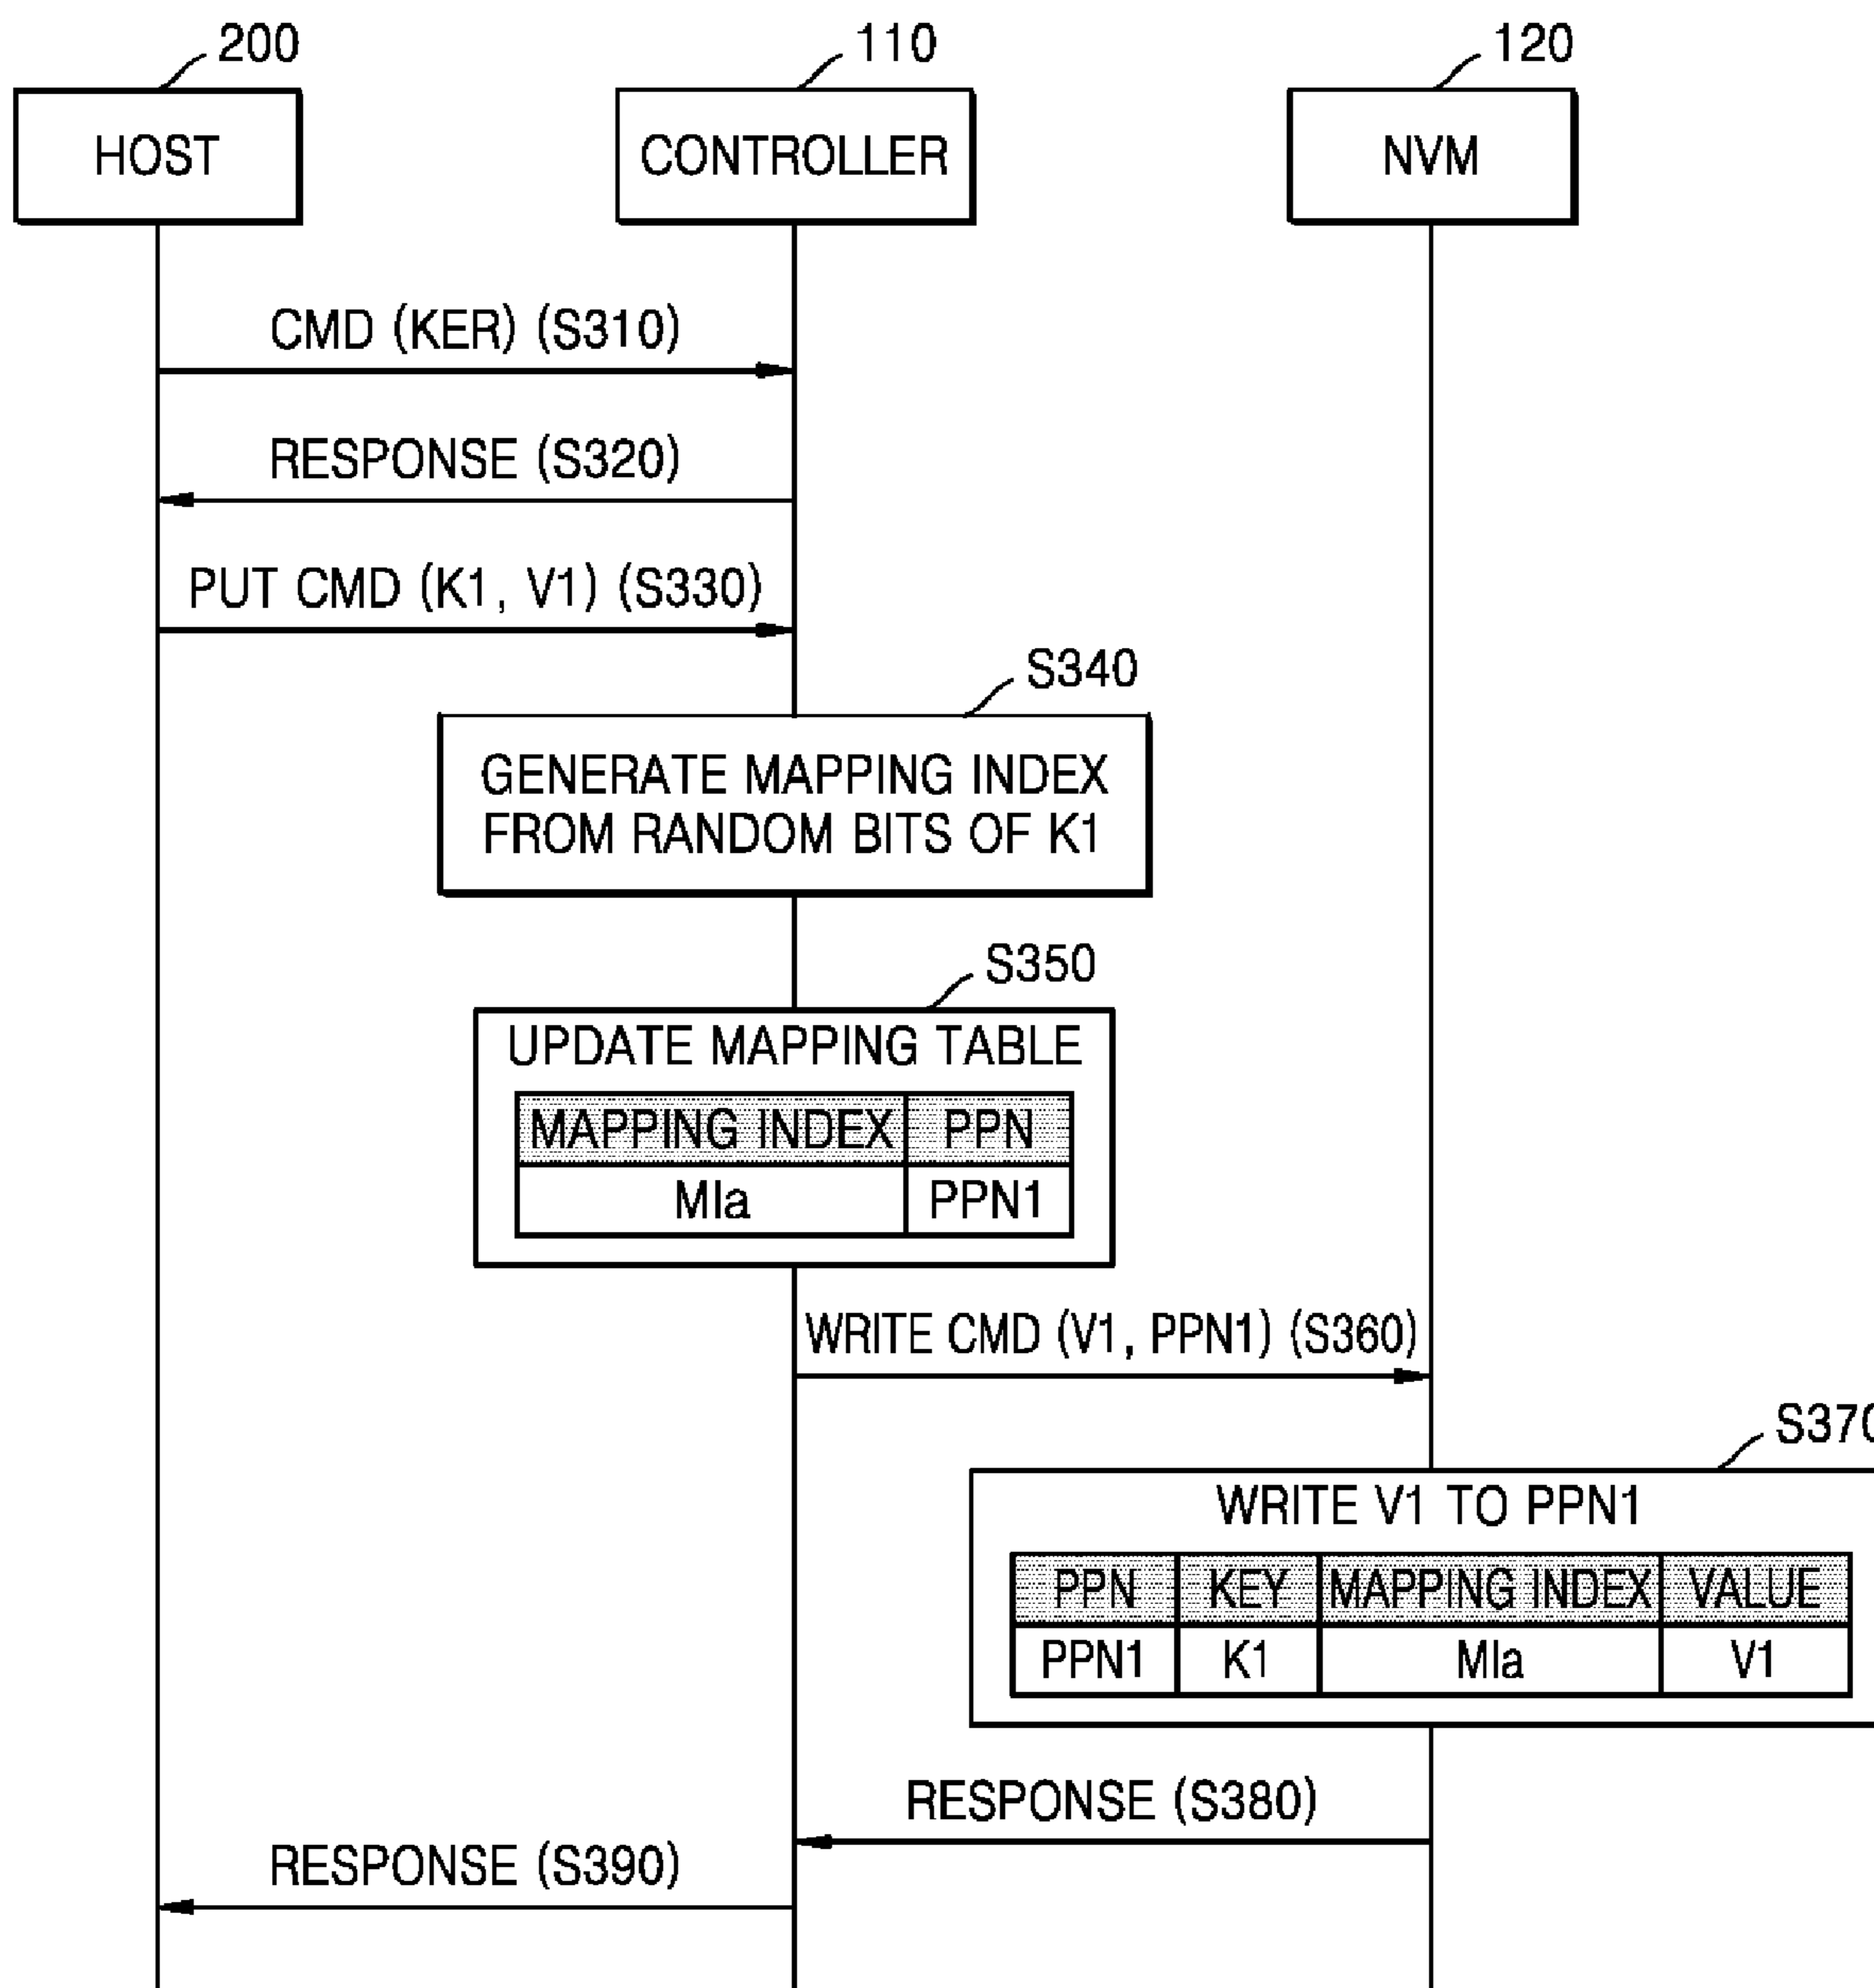 200
110
120
HOST
CONTROLLER
NVM
CMD (KER) (S310)
RESPONSE (S320)
PUT CMD (K1, V1) (S330)
S340
GENERATE MAPPING INDEX
FROM RANDOM BITS OF K1
S350
UPDATE MAPPING TABLE
MAPPING INDEX PPN
MIa PPN1
WRITE CMD (V1, PPN1) (S360)
S370
WRITE V1 TO PPN1
PPN KEY MAPPING INDEX VALUE
PPN1 K1 MIa V1
RESPONSE (S380)
RESPONSE (S390)